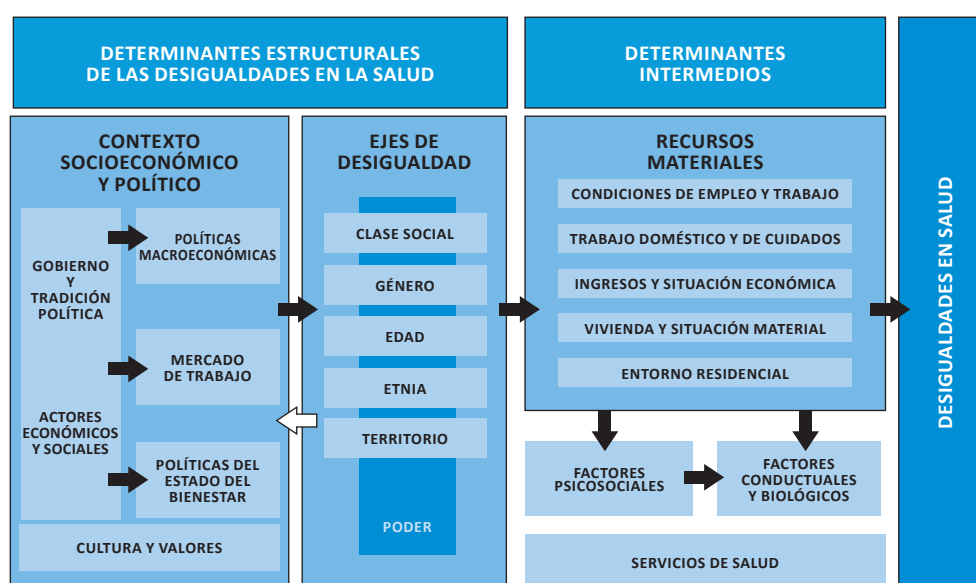 DETERMINANTES ESTRUCTURALES
DE LAS DESIGUALDADES EN LA SALUD
DETERMINANTES
INTERMEDIOS
CONTEXTO
SOCIOECONÓMICO
Y POLÍTICO
GOBIERNO
Y
TRADICIÓN
POLÍTICA
ACTORES
ECONÓMICOS
Y SOCIALES
POLÍTICAS
MACROECONÓMICAS
MERCADO
DE TRABAJO
POLÍTICAS DEL
ESTADO DEL
BIENESTAR
CULTURA Y VALORES
EJES DE
DESIGUALDAD
CLASE SOCIAL
GÉNERO
EDAD
ETNIA
TERRITORIO
PODER
RECURSOS
MATERIALES
CONDICIONES DE EMPLEO Y TRABAJO
TRABAJO DOMÉSTICO Y DE CUIDADOS
INGRESOS Y SITUACIÓN ECONÓMICA
VIVIENDA Y SITUACIÓN MATERIAL
ENTORNO RESIDENCIAL
FACTORES
PSICOSOCIALES
FACTORES
CONDUCTUALES
Y BIOLÓGICOS
SERVICIOS DE SALUD
DESIGUALDADES EN SALUD